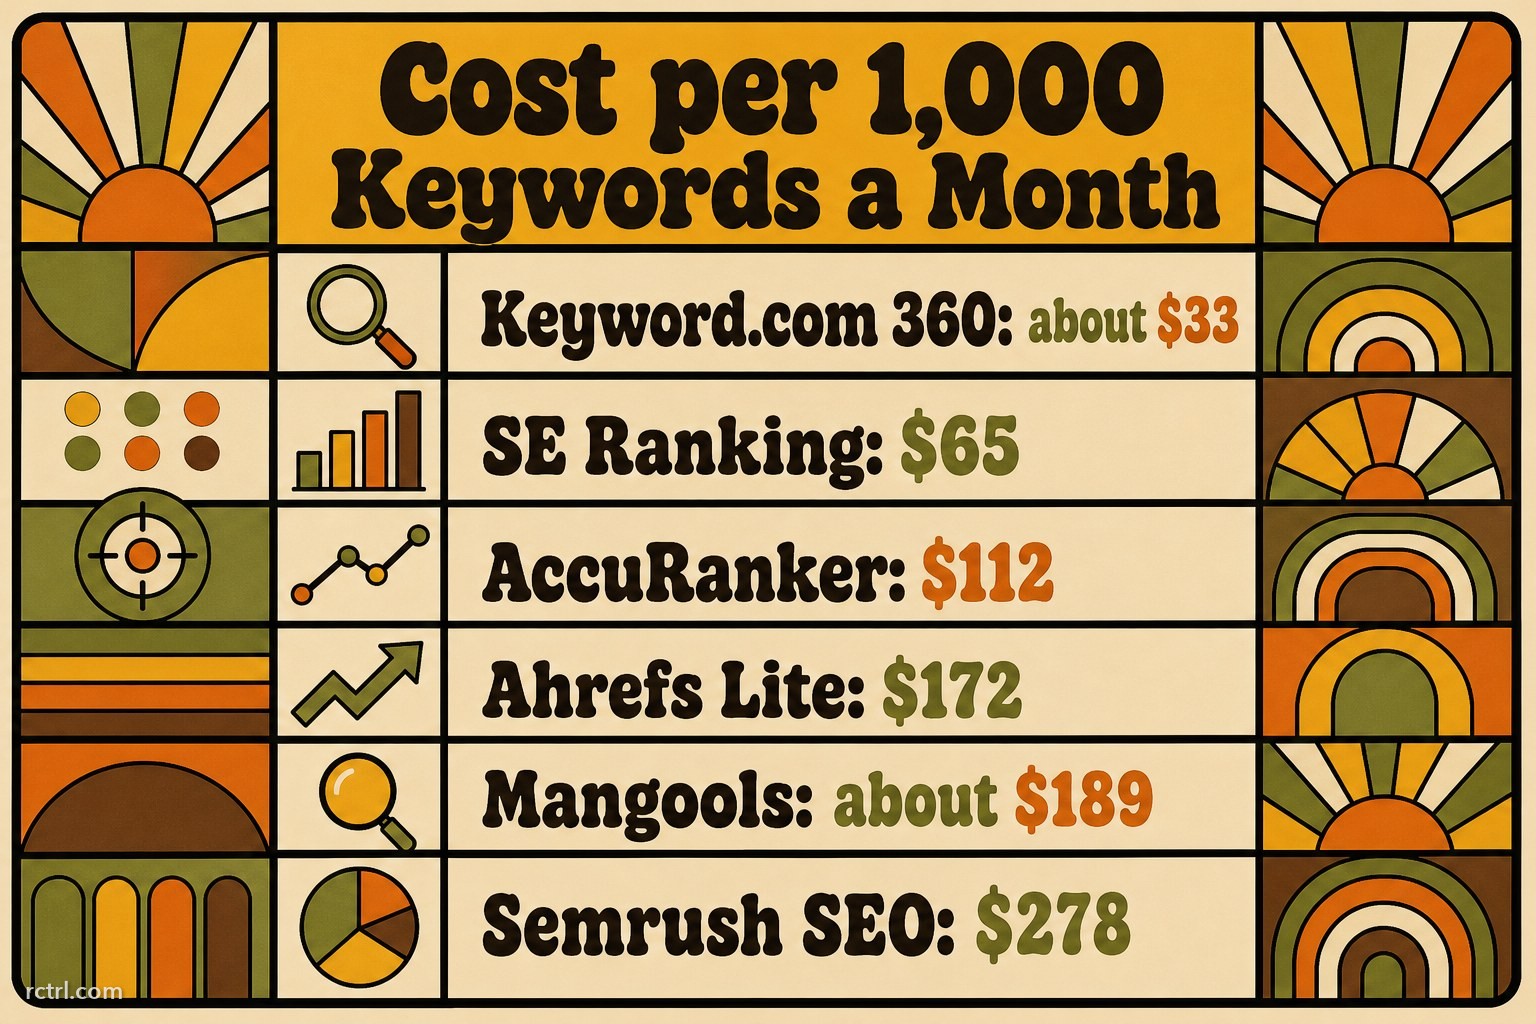 Cost per 1,000
Keywords a Month
Keyword.com 360: about $33
SE Ranking: $65
AccuRanker: $112
Ahrefs Lite: $172
Mangools: about $189
Semrush SEO: $278
rctrl.com